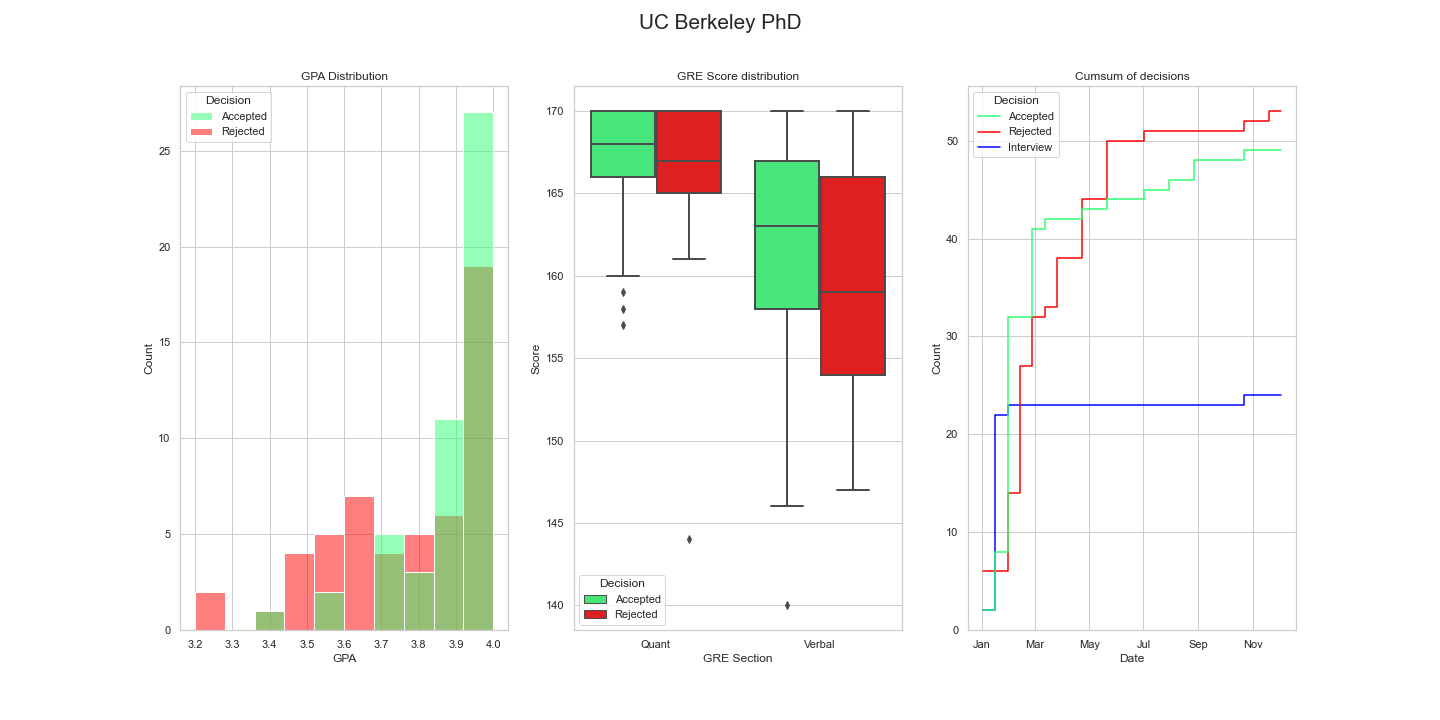 UC Berkeley PhD
GPA Distribution
Decision
Accepted
Rejected
25
20
15
10
5
0
3.2 3.3 3.4 3.5 3.6 3.7 3.8 3.9 4.0
Count
GPA
GRE Score distribution
170
165
160
155
150
145
140
Score
Decision
Accepted
Rejected
Quant Verbal
GRE Section
Cumsum of decisions
Decision
Accepted
Rejected
Interview
50
40
30
20
10
0
Count
Jan Mar May Jul Sep Nov
Date